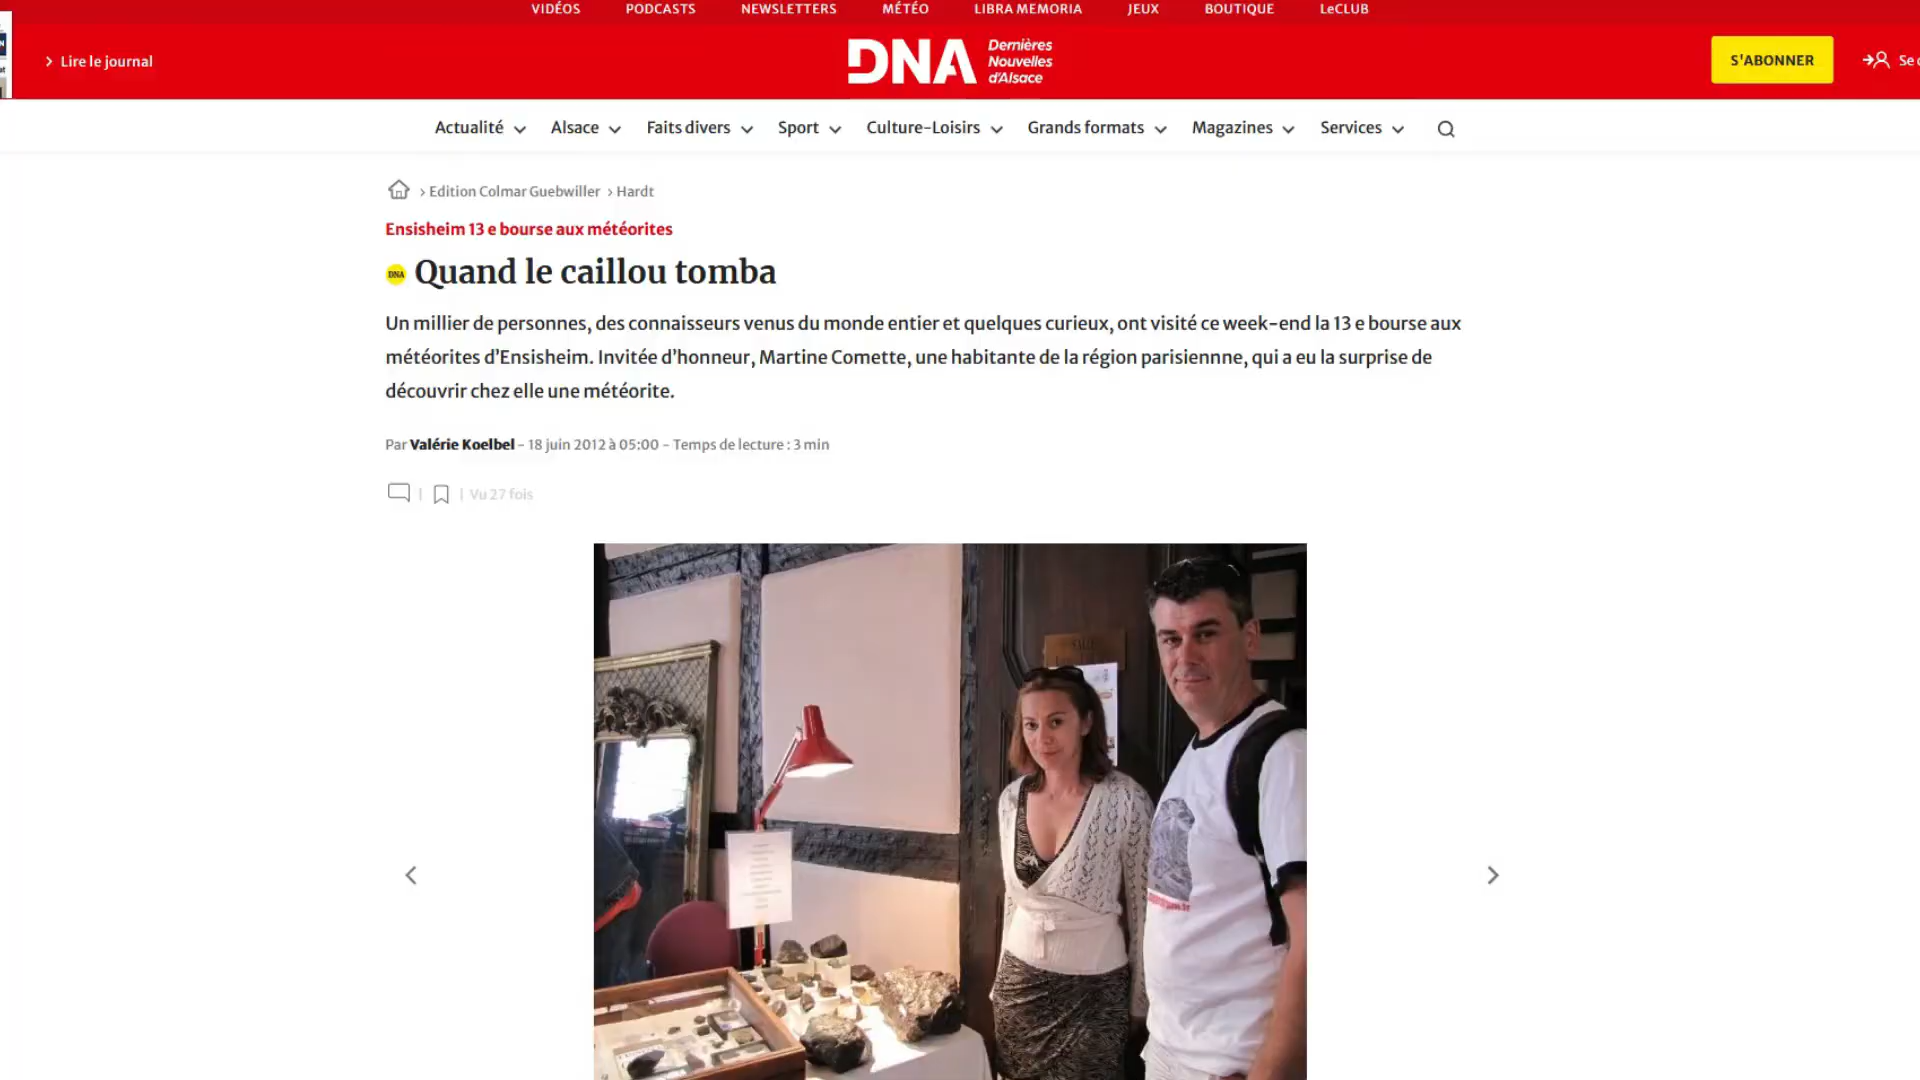 VIDÉOS PODCASTS NEWSLETTERS MÉTÉO LIBRA MEMORIA JEUX BOUTIQUE LeCLUB
Lire le journal
DNA Dernières
Nouvelles
d'Alsace
S'ABONNER
Actualité Alsace Faits divers Sport Culture-Loisirs Grands formats Magazines Services
› Edition Colmar Guebwiller › Hardt
Ensisheim 13 e bourse aux météorites
DNA Quand le caillou tomba
Un millier de personnes, des connaisseurs venus du monde entier et quelques curieux, ont visité ce week-end la 13 e bourse aux
météorites d’Ensisheim. Invitée d’honneur, Martine Comette, une habitante de la région parisiennne, qui a eu la surprise de
découvrir chez elle une météorite.
Par Valérie Koelbel - 18 juin 2012 à 05:00 - Temps de lecture : 3 min
| | Vu 27 fois